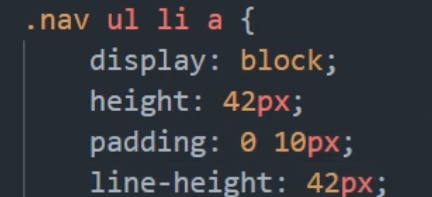 .nav ul li a {
display: block;
height: 42px;
padding: 0 10px;
line-height: 42px;